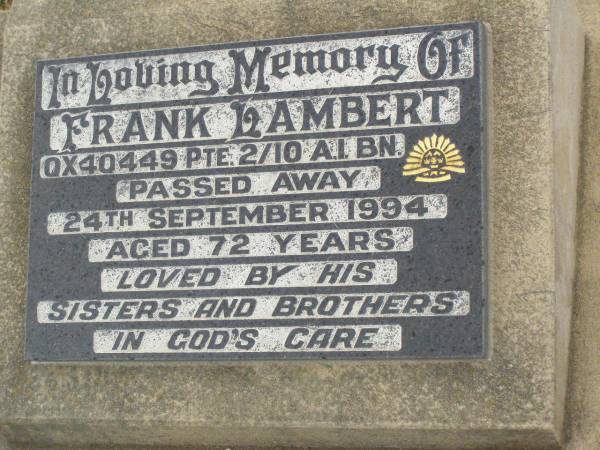 In Loving Memory Of
FRANK LAMBERT
QX40449 PTE. 2/10 A.I. BN.
PASSED AWAY
24TH SEPTEMBER 1994
AGED 72 YEARS
LOVED BY HIS
SISTERS AND BROTHERS
IN GOD'S CARE